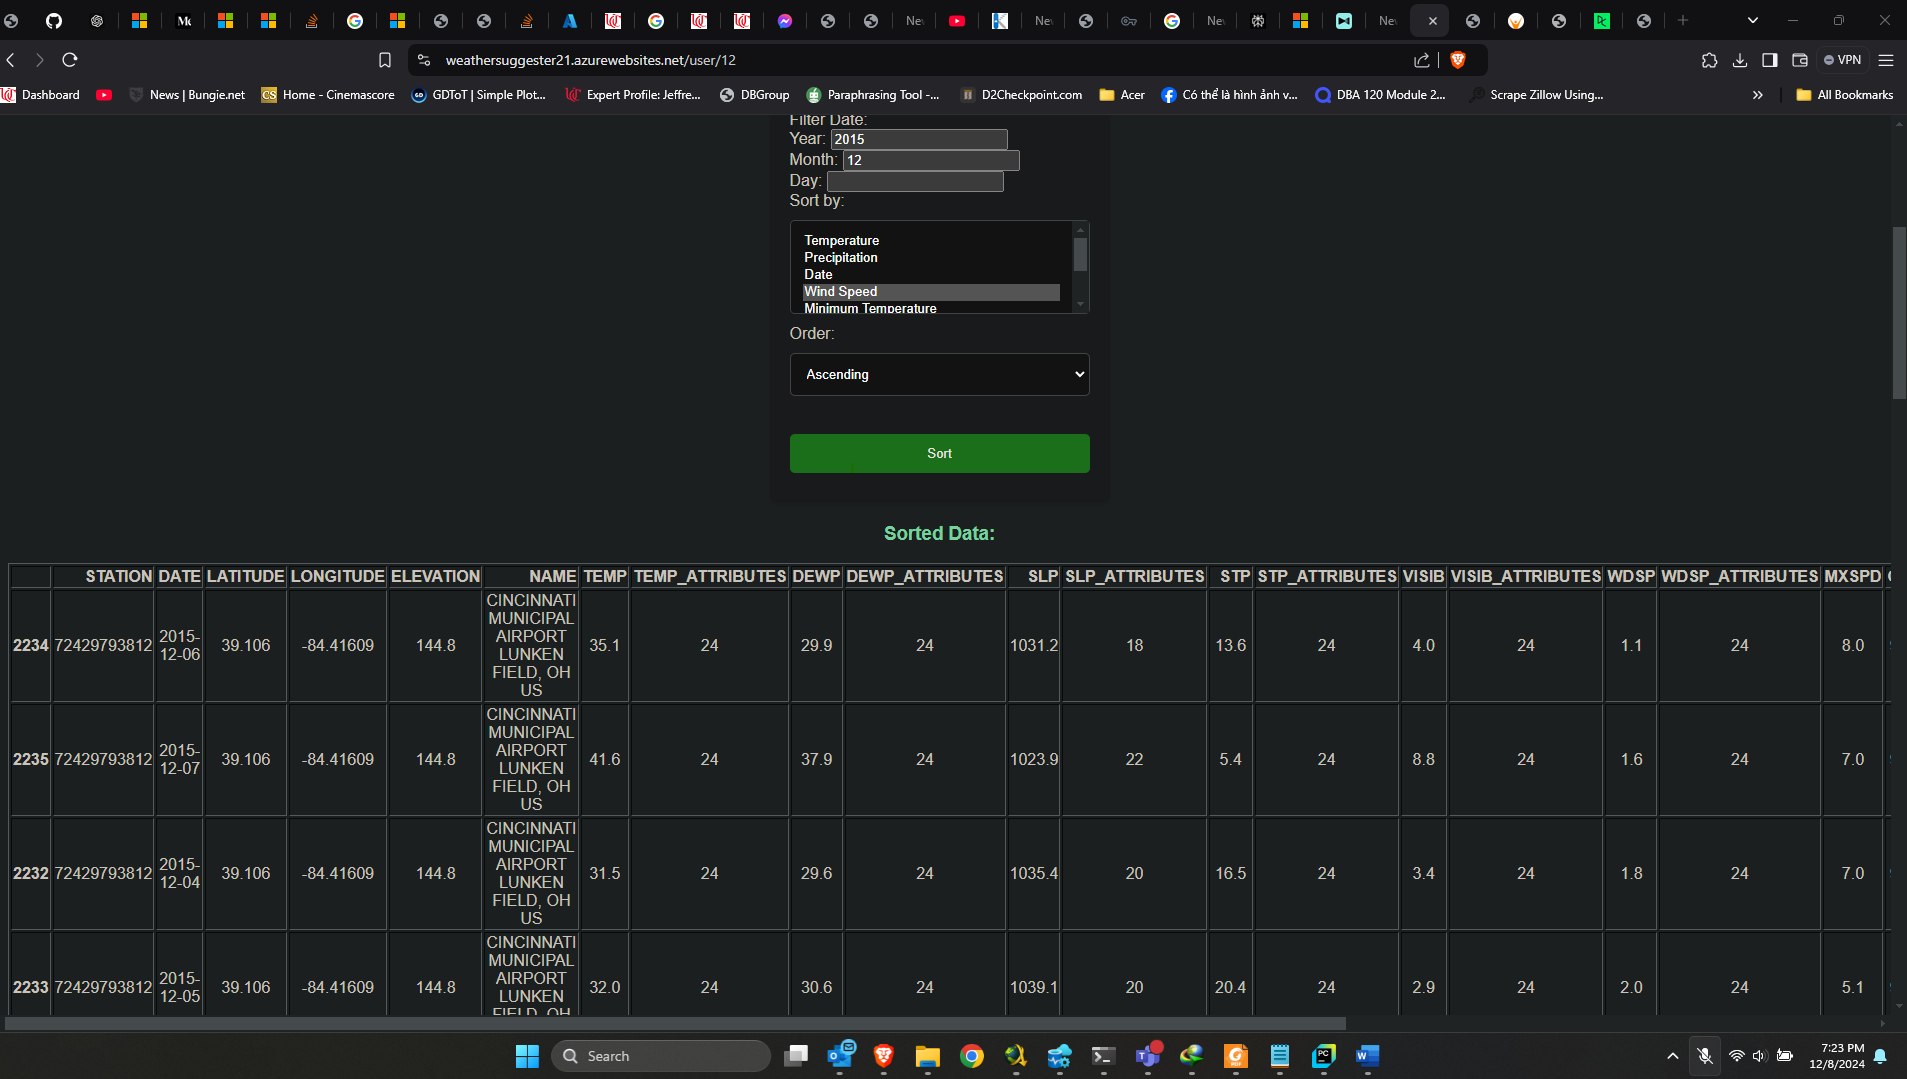 Nev
Nev
Nev
Nev
weathersuggester21.azurewebsites.net/user/12
VPN
Dashboard
News | Bungie.net
CS
Home - Cinemascore
GDToT | Simple Plot...
Expert Profile: Jeffre...
DBGroup
Paraphrasing Tool -...
D2Checkpoint.com
Acer
Có thể là hình ảnh v...
DBA 120 Module 2...
Scrape Zillow Using...
All Bookmarks
Filter Date:
Year: 2015
Month: 12
Day:
Sort by:
Temperature
Precipitation
Date
Wind Speed
Minimum Temperature
Order:
Ascending
Sort
Sorted Data:
STATION DATE LATITUDE LONGITUDE ELEVATION NAME TEMP TEMP_ATTRIBUTES DEWP DEWP_ATTRIBUTES SLP SLP_ATTRIBUTES STP STP_ATTRIBUTES VISIB VISIB_ATTRIBUTES WDSP WDSP_ATTRIBUTES MXSPD
2234 72429793812 2015-12-06 39.106 -84.41609 144.8 CINCINNATI MUNICIPAL AIRPORT LUNKEN FIELD, OH US 35.1 24 29.9 24 1031.2 18 13.6 24 4.0 24 1.1 24 8.0
2235 72429793812 2015-12-07 39.106 -84.41609 144.8 CINCINNATI MUNICIPAL AIRPORT LUNKEN FIELD, OH US 41.6 24 37.9 24 1023.9 22 5.4 24 8.8 24 1.6 24 7.0
2232 72429793812 2015-12-04 39.106 -84.41609 144.8 CINCINNATI MUNICIPAL AIRPORT LUNKEN FIELD, OH US 31.5 24 29.6 24 1035.4 20 16.5 24 3.4 24 1.8 24 7.0
2233 72429793812 2015-12-05 39.106 -84.41609 144.8 CINCINNATI MUNICIPAL AIRPORT LUNKEN FIELD, OH 32.0 24 30.6 24 1039.1 20 20.4 24 2.9 24 2.0 24 5.1
Search
7:23 PM
12/8/2024